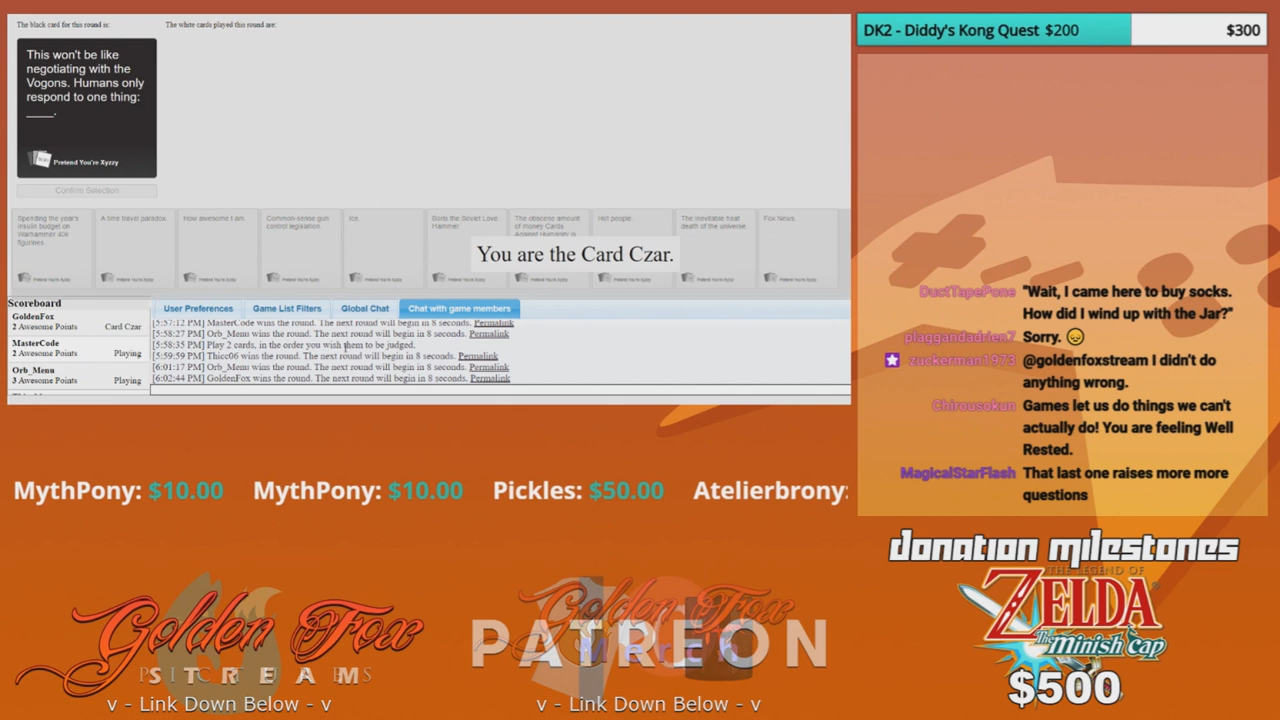 The black card for this round is:
The white cards played this round are:
This won't be like
negotiating with the
Vogons. Humans only
respond to one thing:
_____.
Pretend You're Xyzzy
Confirm Selection
Spending the year's
insulin budget on
Warhammer 40k
figurines.
A time travel paradox.
How awesome I am.
Common-sense gun
control legislation.
Ice.
Boris the Soviet Love
Hammer.
The obscene amount
of money Cards
Against Humanity is
Hot people.
The inevitable heat
death of the universe
Fox News.
You are the Card Czar.
Scoreboard
GoldenFox
2 Awesome Points
Card Czar
MasterCode
2 Awesome Points
Playing
Orb_Menu
3 Awesome Points
Playing
User Preferences
Game List Filters
Global Chat
Chat with game members
[5:57:12 PM] MasterCode wins the round. The next round will begin in 8 seconds. Permalink
[5:58:27 PM] Orb_Menu wins the round. The next round will begin in 8 seconds. Permalink
[5:58:35 PM] Play 2 cards, in the order you wish them to be judged.
[5:59:59 PM] Thicc06 wins the round. The next round will begin in 8 seconds. Permalink
[6:01:17 PM] Orb_Menu wins the round. The next round will begin in 8 seconds. Permalink
[6:02:44 PM] GoldenFox wins the round. The next round will begin in 8 seconds. Permalink
DK2 - Diddy's Kong Quest $200
$300
DuctTapePone "Wait, I came here to buy socks.
How did I wind up with the Jar?"
plaggandadrien7 Sorry. 😔
zuckerman1973 @goldenfoxstream I didn't do
anything wrong.
Chirousokun Games let us do things we can't
actually do! You are feeling Well
Rested.
MagicalStarFlash That last one raises more more
questions
MythPony: $10.00 MythPony: $10.00 Pickles: $50.00 Atelierbrony:
Donation Milestones
THE LEGEND OF
ZELDA
The Minish Cap
$500
Golden Fox
STREAMS
v - Link Down Below - v
Golden Fox
PATREON
v - Link Down Below - v